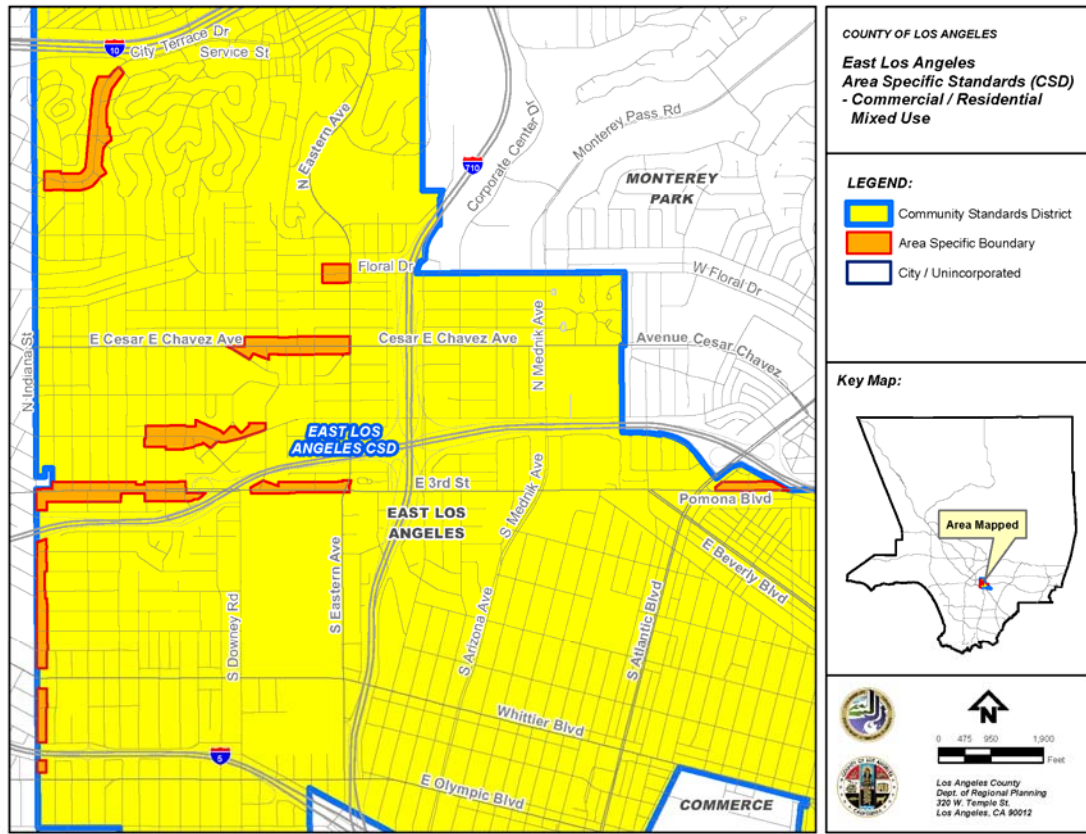 City Terrace Dr
10
Service St
N Eastern Ave
Corporate Center Dr
Monterey Pass Rd
710
MONTEREY
PARK
Floral Dr
W Floral Dr
N Indiana St
E Cesar E Chavez Ave
Cesar E Chavez Ave
N Mednik Ave
Avenue Cesar Chavez
EAST LOS
ANGELES CSD
E 3rd St
S Mednik Ave
Pomona Blvd
EAST LOS
ANGELES
E Beverly Blvd
S Eastern Ave
S Downey Rd
S Arizona Ave
S Atlantic Blvd
Whittier Blvd
5
E Olympic Blvd
COMMERCE
COUNTY OF LOS ANGELES
East Los Angeles
Area Specific Standards (CSD)
- Commercial / Residential
Mixed Use
LEGEND:
Community Standards District
Area Specific Boundary
City / Unincorporated
Key Map:
Area Mapped
N
0 475 950 1,900
Feet
Los Angeles County
Dept. of Regional Planning
320 W. Temple St.
Los Angeles, CA 90012